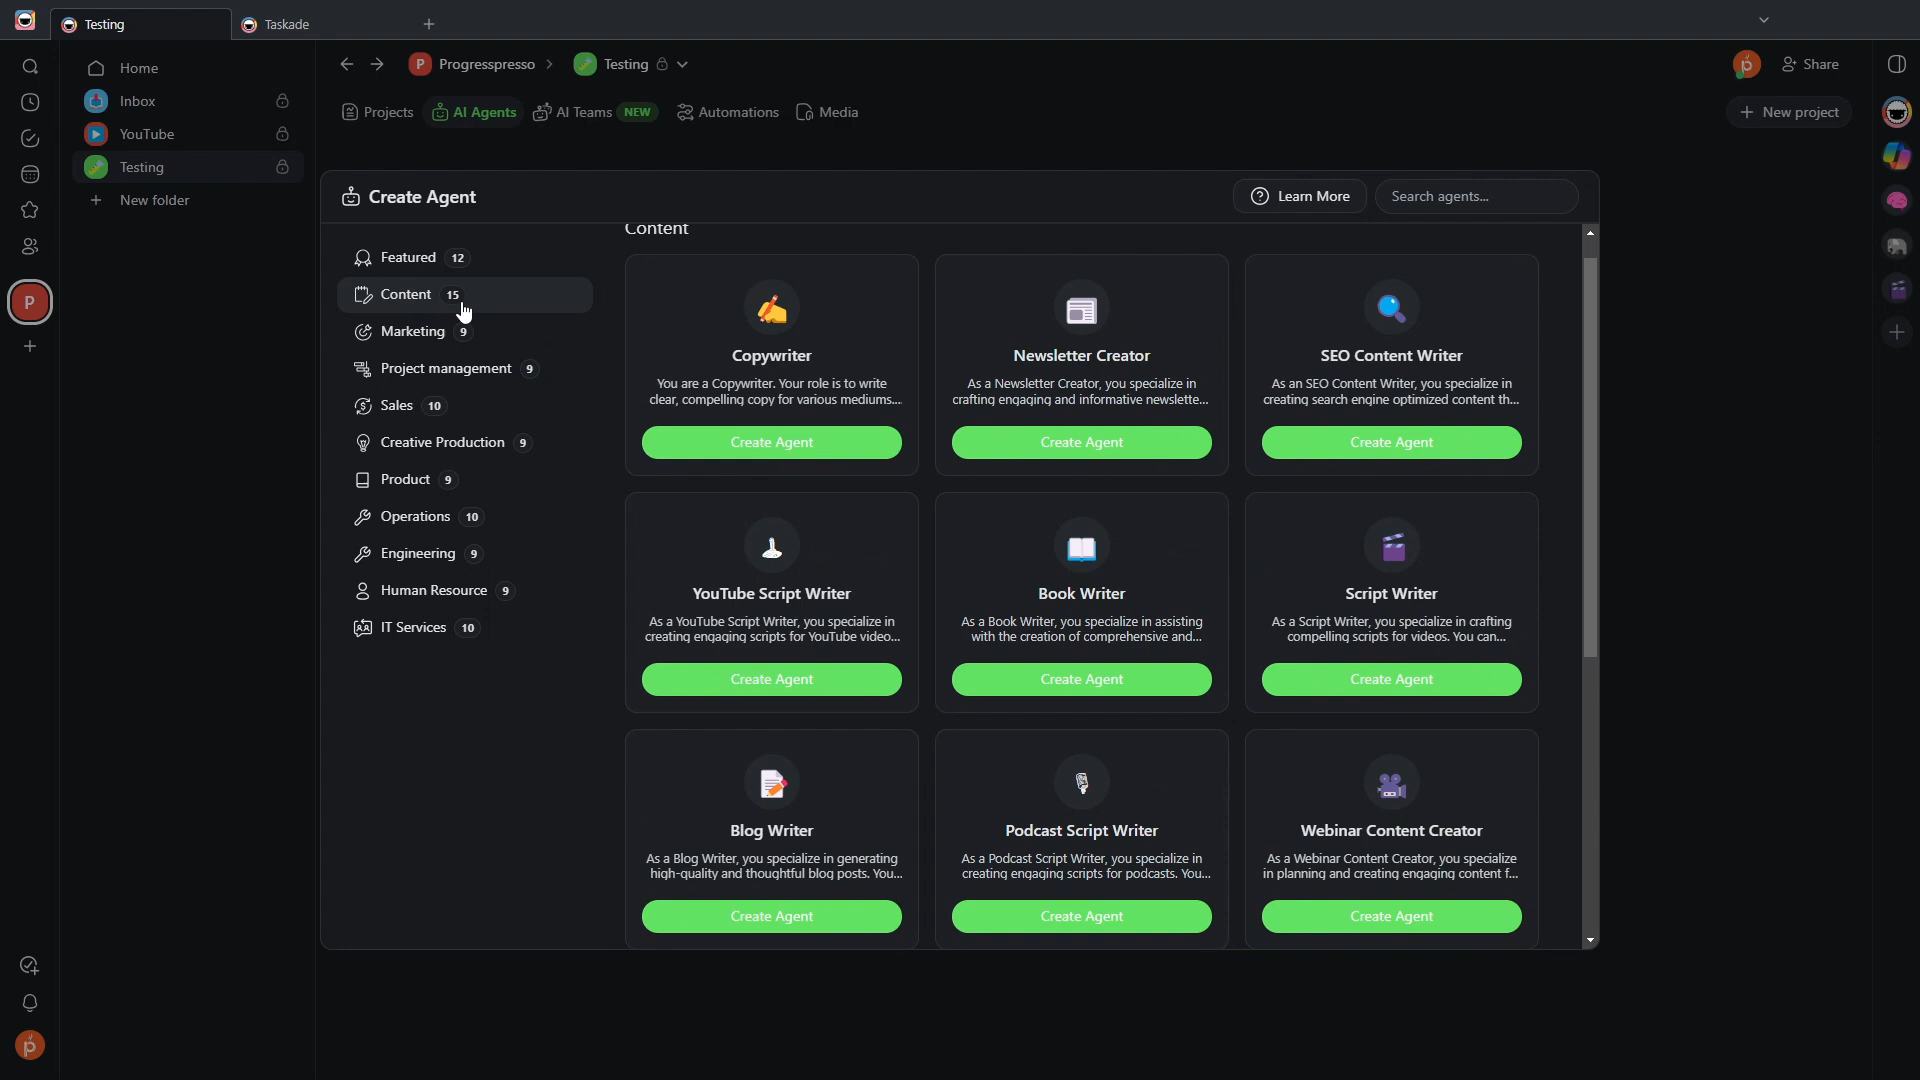 Testing
Taskade
Home
Inbox
YouTube
Testing
New folder
P
Progresspresso
Testing
Share
Projects
AI Agents
AI Teams NEW
Automations
Media
New project
Create Agent
Learn More
Search agents...
Featured 12
Content 15
Marketing 9
Project management 9
Sales 10
Creative Production 9
Product 9
Operations 10
Engineering 9
Human Resource 9
IT Services 10
Content
Copywriter
You are a Copywriter. Your role is to write
clear, compelling copy for various mediums....
Create Agent
Newsletter Creator
As a Newsletter Creator, you specialize in
crafting engaging and informative newslette...
Create Agent
SEO Content Writer
As an SEO Content Writer, you specialize in
creating search engine optimized content th...
Create Agent
YouTube Script Writer
As a YouTube Script Writer, you specialize in
creating engaging scripts for YouTube video...
Create Agent
Book Writer
As a Book Writer, you specialize in assisting
with the creation of comprehensive and...
Create Agent
Script Writer
As a Script Writer, you specialize in crafting
compelling scripts for videos. You can...
Create Agent
Blog Writer
As a Blog Writer, you specialize in generating
high-quality and thoughtful blog posts. You...
Create Agent
Podcast Script Writer
As a Podcast Script Writer, you specialize in
creating engaging scripts for podcasts. You...
Create Agent
Webinar Content Creator
As a Webinar Content Creator, you specialize
in planning and creating engaging content f...
Create Agent
P
p
p